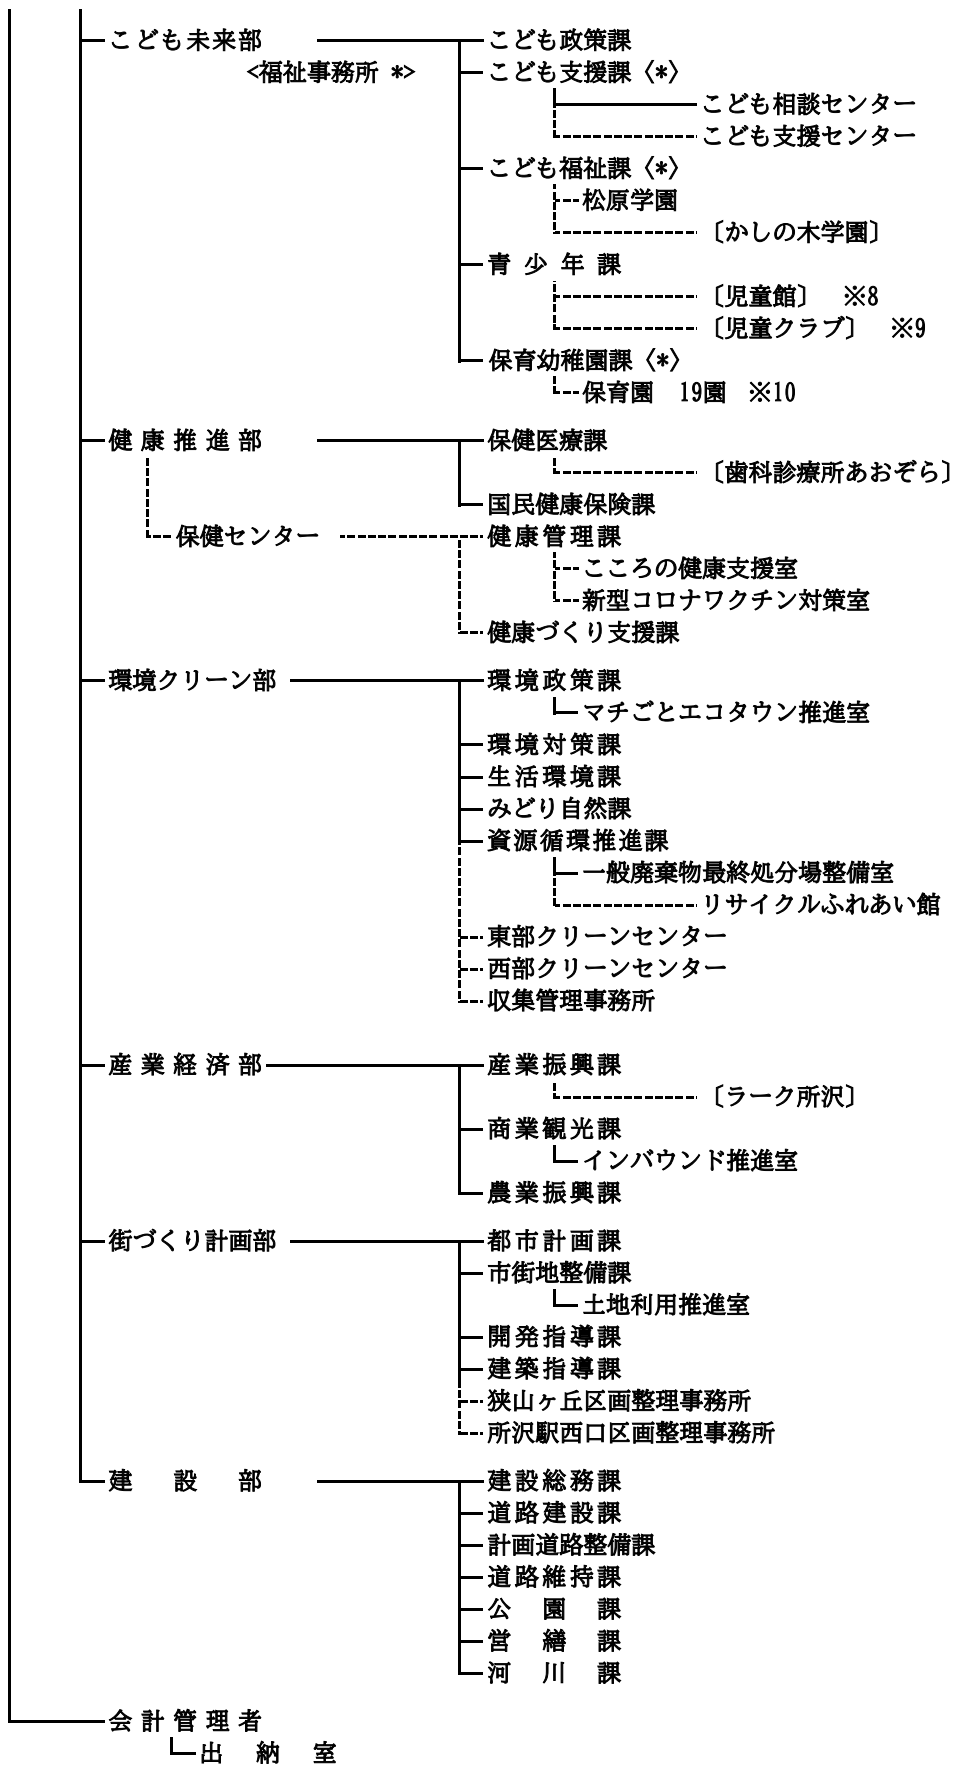 こども未来部 こども政策課
<福祉事務所 *> こども支援課〈*〉
こども相談センター
こども支援センター
こども福祉課〈*〉
松原学園
〔かしの木学園〕
青少年課
〔児童館〕 ※8
〔児童クラブ〕 ※9
保育幼稚園課〈*〉
保育園 19園 ※10
健康推進部 保健医療課
〔歯科診療所あおぞら〕
国民健康保険課
保健センター 健康管理課
こころの健康支援室
新型コロナワクチン対策室
健康づくり支援課
環境クリーン部 環境政策課
マチごとエコタウン推進室
環境対策課
生活環境課
みどり自然課
資源循環推進課
一般廃棄物最終処分場整備室
リサイクルふれあい館
東部クリーンセンター
西部クリーンセンター
収集管理事務所
産業経済部 産業振興課
〔ラーク所沢〕
商業観光課
インバウンド推進室
農業振興課
街づくり計画部 都市計画課
市街地整備課
土地利用推進室
開発指導課
建築指導課
狭山ヶ丘区画整理事務所
所沢駅西口区画整理事務所
建設部 建設総務課
道路建設課
計画道路整備課
道路維持課
公園課
営繕課
河川課
会計管理者
出納室